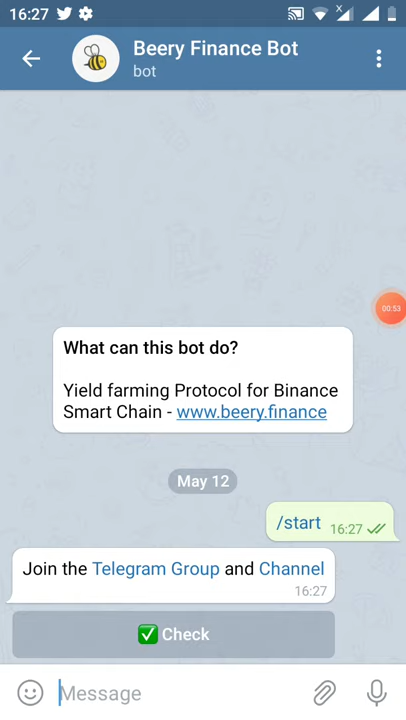 16:27
Beery Finance Bot
bot
00:53
What can this bot do?
Yield farming Protocol for Binance
Smart Chain - www.beery.finance
May 12
/start 16:27
Join the Telegram Group and Channel
16:27
✅ Check
Message